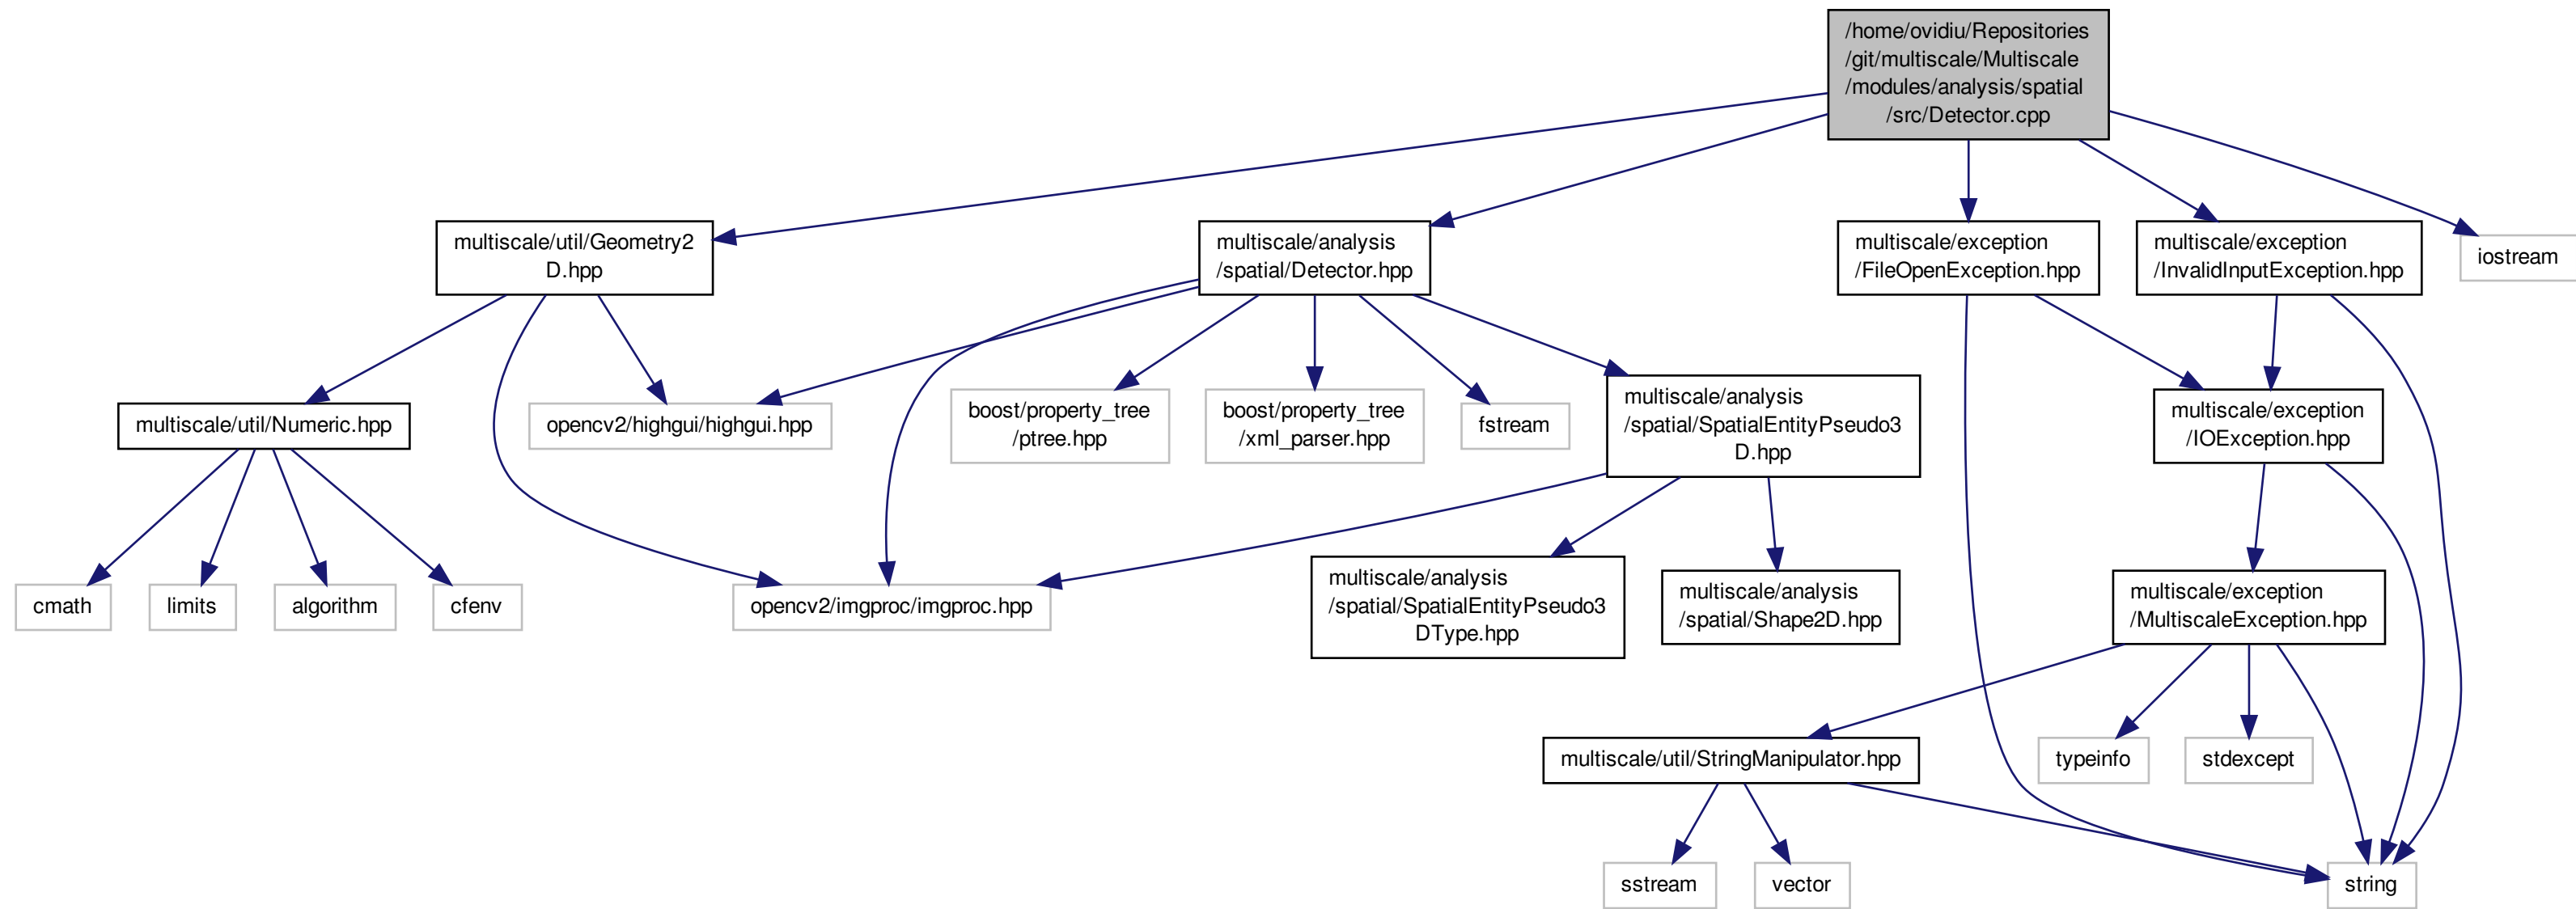 /home/ovidiu/Repositories
/git/multiscale/Multiscale
/modules/analysis/spatial
/src/Detector.cpp
multiscale/util/Geometry2
D.hpp
multiscale/analysis
/spatial/Detector.hpp
multiscale/exception
/FileOpenException.hpp
multiscale/exception
/InvalidInputException.hpp
iostream
multiscale/util/Numeric.hpp
opencv2/highgui/highgui.hpp
boost/property_tree
/ptree.hpp
boost/property_tree
/xml_parser.hpp
fstream
multiscale/analysis
/spatial/SpatialEntityPseudo3
D.hpp
multiscale/exception
/IOException.hpp
cmath
limits
algorithm
cfenv
opencv2/imgproc/imgproc.hpp
multiscale/analysis
/spatial/SpatialEntityPseudo3
DType.hpp
multiscale/analysis
/spatial/Shape2D.hpp
multiscale/exception
/MultiscaleException.hpp
multiscale/util/StringManipulator.hpp
typeinfo
stdexcept
sstream
vector
string